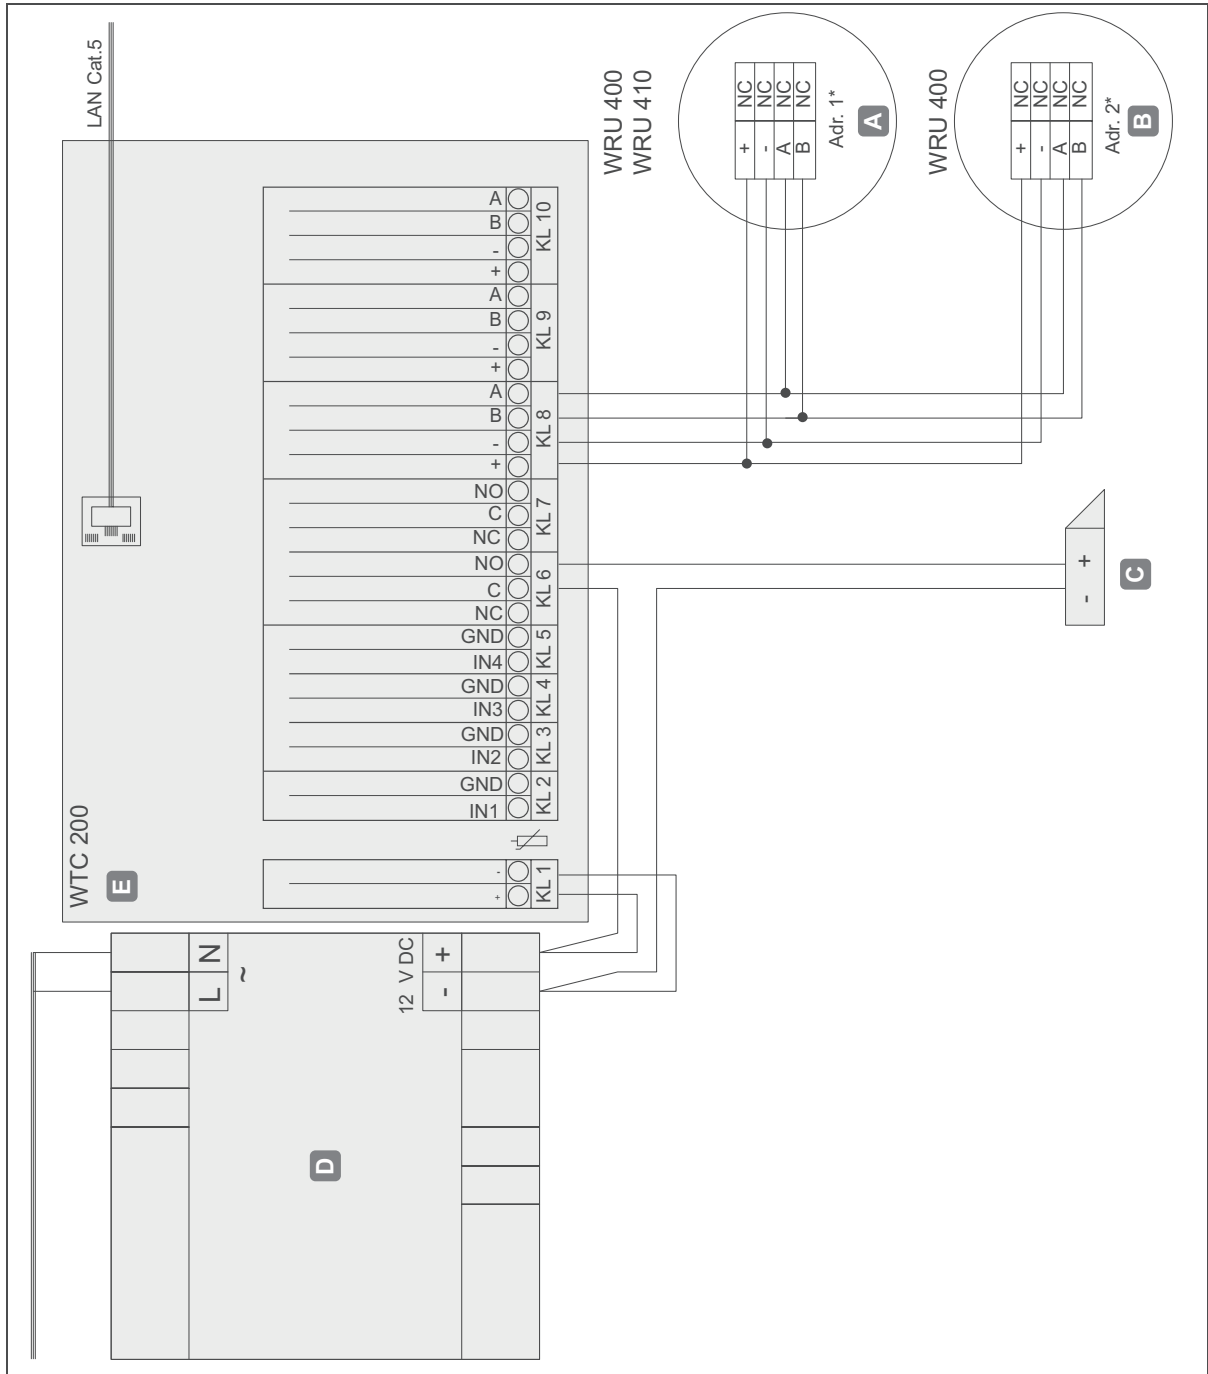 LAN Cat.5
WTC 200
E
A
B
-
+
KL 10
A
B
-
+
KL 9
A
B
-
+
KL 8
NO
C
NC
KL 7
NO
C
NC
KL 6
GND
IN4
KL 5
GND
IN3
KL 4
GND
IN2
KL 3
GND
IN1
KL 2
-
+
KL 1
WRU 400
WRU 410
+ NC
- NC
A NC
B NC
Adr. 1*
A
WRU 400
+ NC
- NC
A NC
B NC
Adr. 2*
B
- +
C
L N
~
12 V DC
- +
D